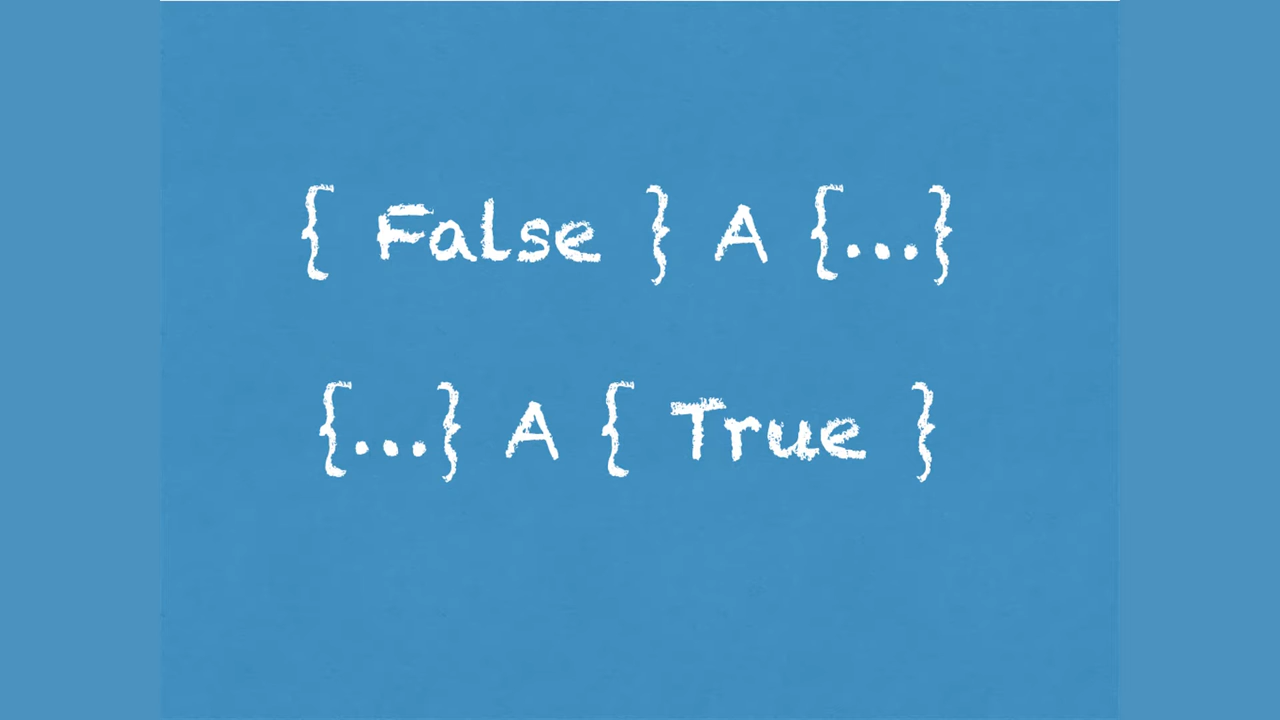 { False } A {...}
{...} A { True }